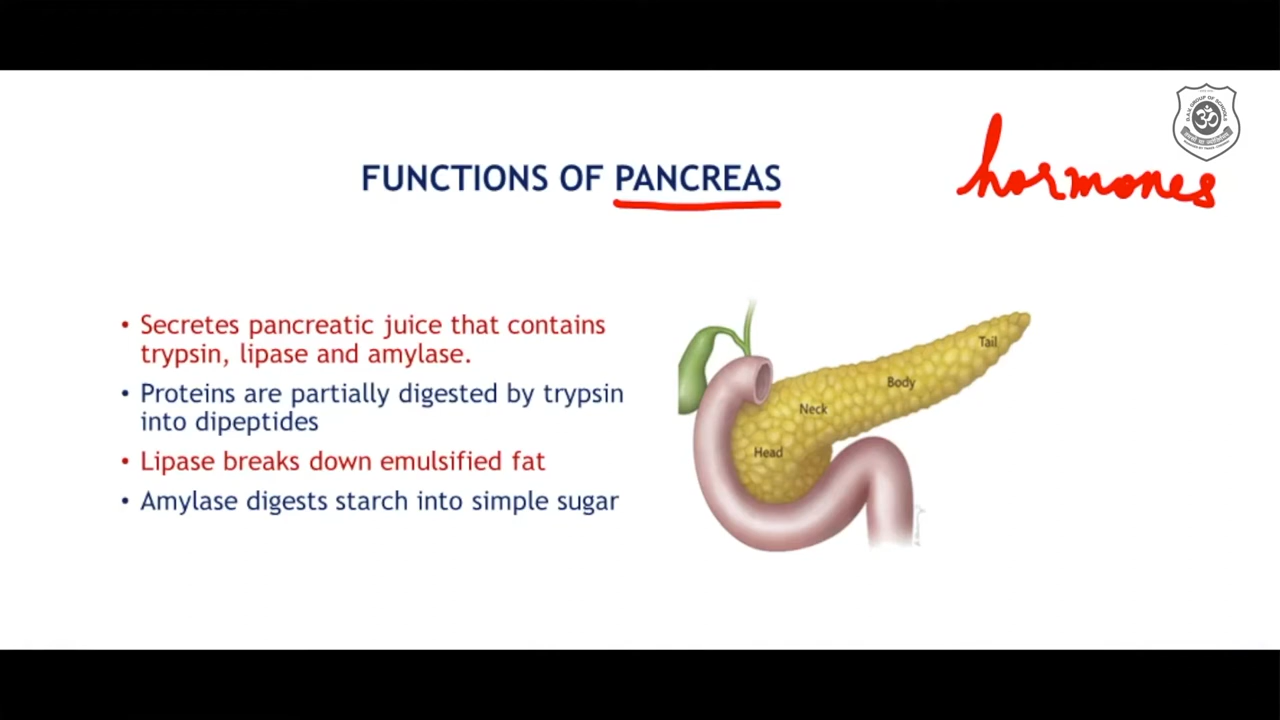 hormones
FUNCTIONS OF PANCREAS
• Secretes pancreatic juice that contains
trypsin, lipase and amylase.
• Proteins are partially digested by trypsin
into dipeptides
• Lipase breaks down emulsified fat
• Amylase digests starch into simple sugar
Tail
Body
Neck
Head